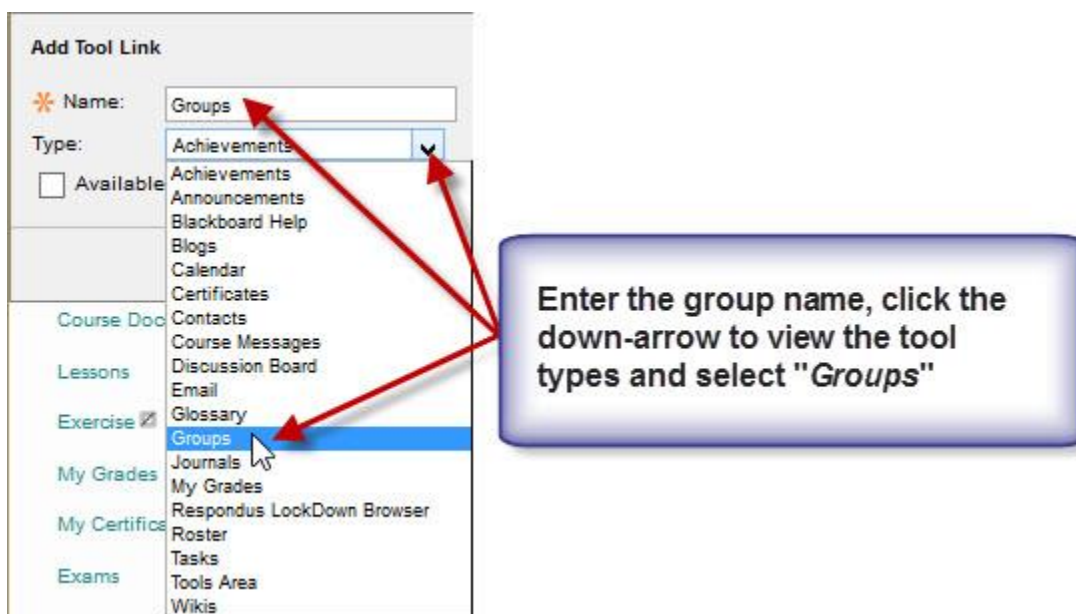 Add Tool Link
Name: Groups
Type: Achievements
Available
Achievements
Announcements
Blackboard Help
Blogs
Calendar
Certificates
Contacts
Course Messages
Discussion Board
Email
Glossary
Groups
Journals
My Grades
Respondus LockDown Browser
Roster
Tasks
Tools Area
Wikis
Course Doc
Lessons
Exercise
My Grades
My Certifica
Exams
Enter the group name, click the
down-arrow to view the tool
types and select "Groups"